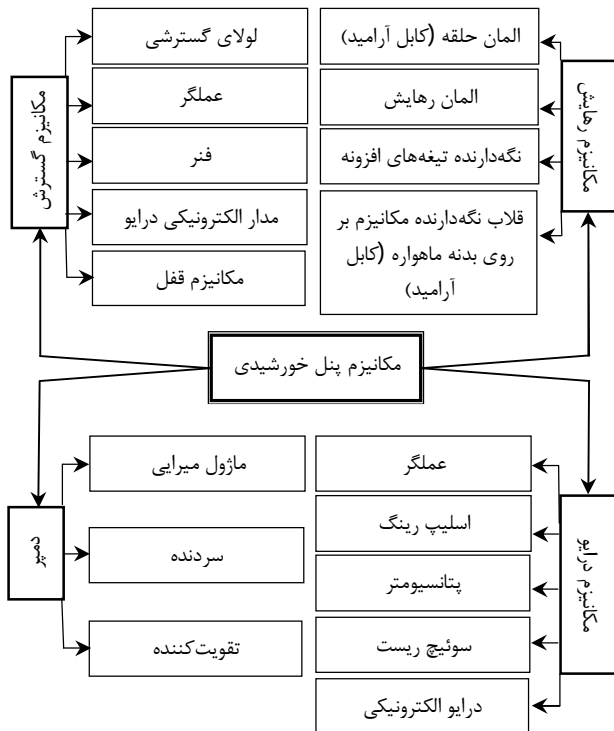 مکانیزم رهایش
المان حلقه (کابل آرامید)
المان رهایش
نگه‌دارنده تیغه‌های افزونه
قلاب نگه‌دارنده مکانیزم بر
روی بدنه ماهواره (کابل
آرامید)
مکانیزم گسترش
لولای گسترشی
عملگر
فنر
مدار الکترونیکی درایو
مکانیزم قفل
مکانیزم پنل خورشیدی
مکانیزم درایو
عملگر
اسلیپ رینگ
پتانسیومتر
سوئیچ ریست
درایو الکترونیکی
دمپر
ماژول میرایی
سردنده
تقویت‌کننده